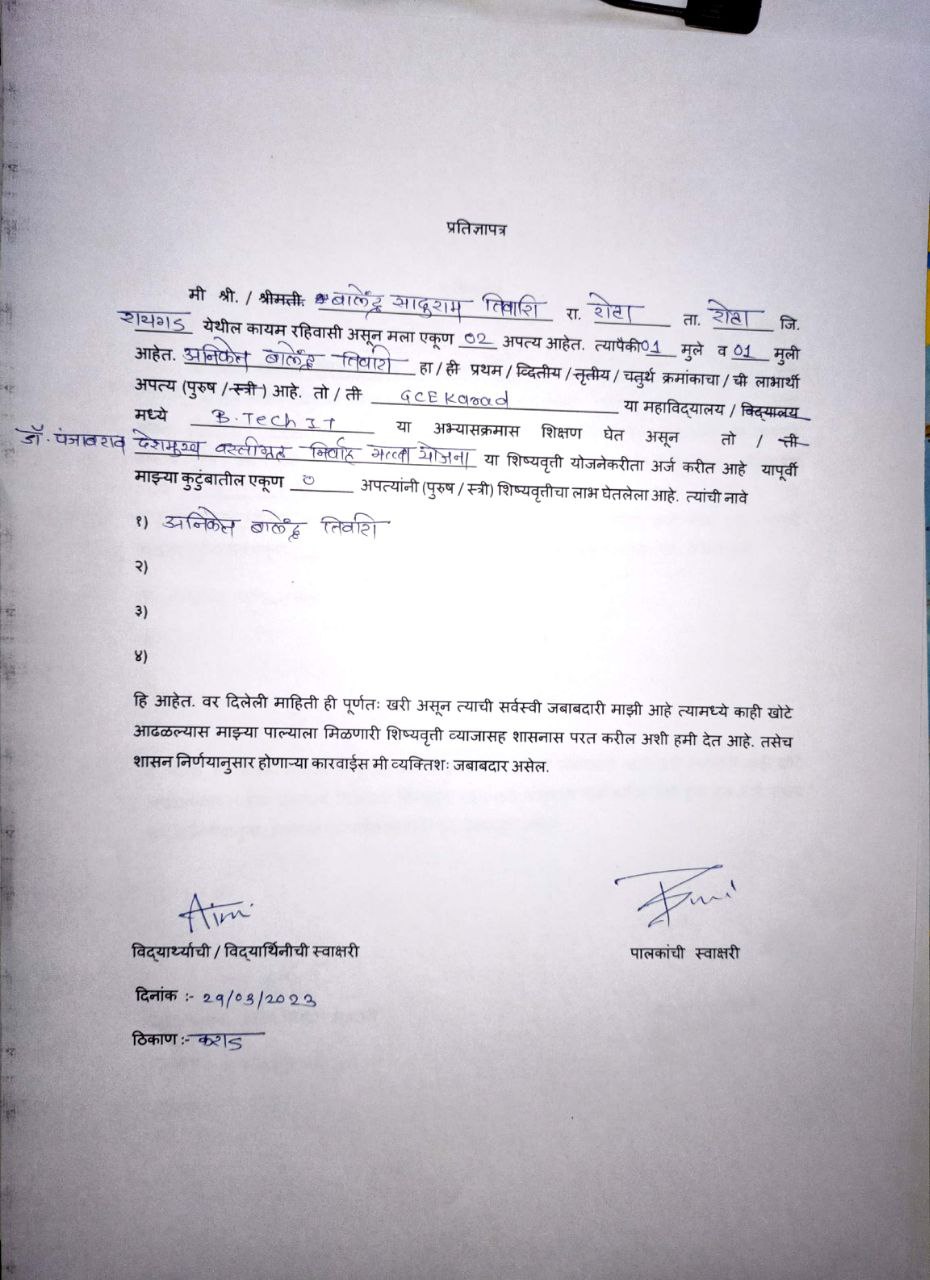 प्रतिज्ञापत्र
मी श्री. / श्रीमती. बालेंद्र साधुराम तिवारी रा. रोहा ता. रोहा जि.
रायगड येथील कायम रहिवासी असून मला एकूण 02 अपत्य आहेत. त्यापैकी 01 मुले व 01 मुली
आहेत. अनिकेत बालेंद्र तिवारी हा / ही प्रथम / व्दितीय / तृतीय / चतुर्थ क्रमांकाचा / ची लाभार्थी
अपत्य (पुरुष / स्त्री) आहे. तो / ती GCE Karad या महाविद्यालय / विद्यालय
मध्ये B.Tech IT या अभ्यासक्रमास शिक्षण घेत असून तो / ती
डॉ. पंजाबराव देशमुख वसतीगृह निर्वाह भत्ता योजना या शिष्यवृत्ती योजनेकरीता अर्ज करीत आहे यापूर्वी
माझ्या कुटुंबातील एकूण अपत्यांनी (पुरुष / स्त्री) शिष्यवृत्तीचा लाभ घेतलेला आहे. त्यांची नावे
१) अनिकेत बालेंद्र तिवारी
२)
३)
४)
हि आहेत. वर दिलेली माहिती ही पूर्णतः खरी असून त्याची सर्वस्वी जबाबदारी माझी आहे त्यामध्ये काही खोटे
आढळल्यास माझ्या पाल्याला मिळणारी शिष्यवृत्ती व्याजासह शासनास परत करील अशी हमी देत आहे. तसेच
शासन निर्णयानुसार होणाऱ्या कारवाईस मी व्यक्तिशः जबाबदार असेल.
विद्यार्थ्याची / विद्यार्थिनीची स्वाक्षरी पालकांची स्वाक्षरी
दिनांक :- 29/03/2023
ठिकाण :- कराड